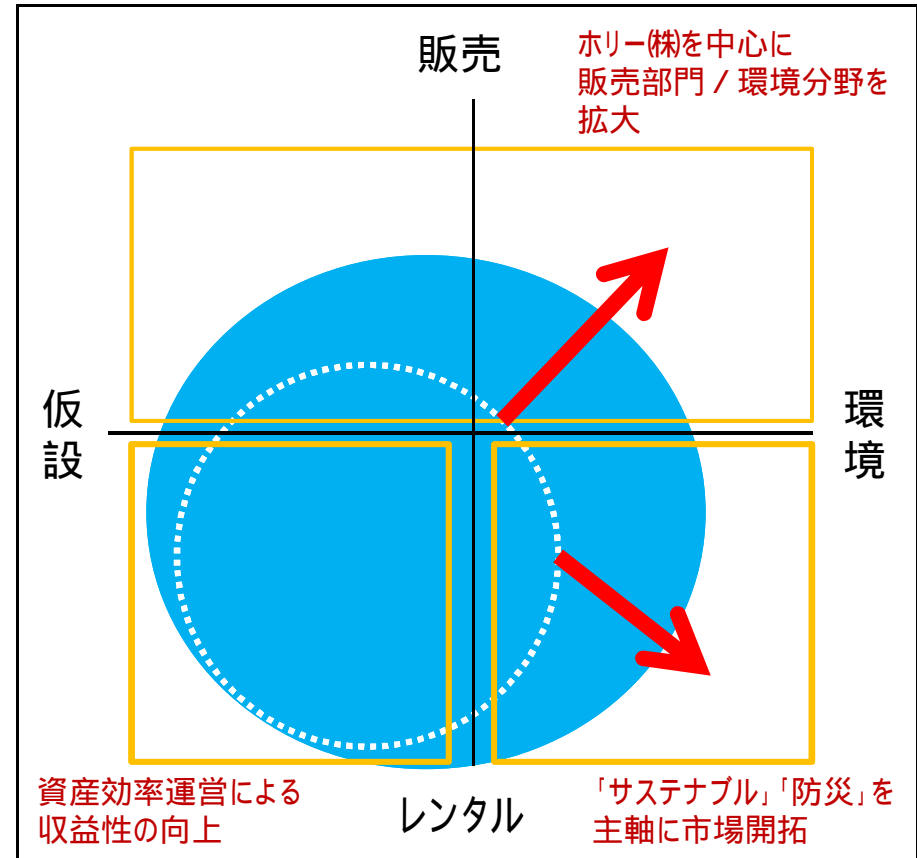 販売
ホリー㈱を中心に
販売部門 / 環境分野を
拡大
仮
設
環
境
資産効率運営による
収益性の向上
レンタル
「サステナブル」「防災」を
主軸に市場開拓